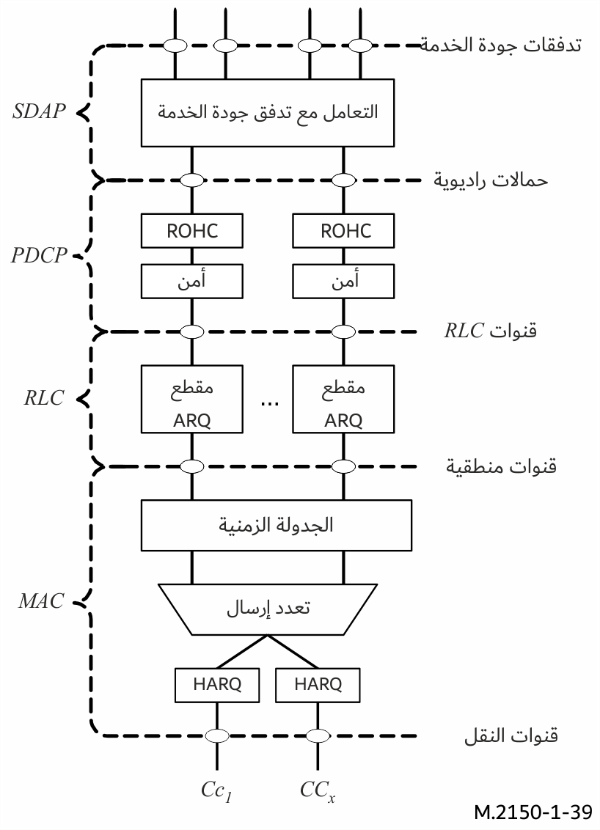 تدفقات جودة الخدمة
SDAP
التعامل مع تدفق جودة الخدمة
حمالات راديوية
ROHC
ROHC
PDCP
أمن
أمن
قنوات RLC
RLC
مقطع
ARQ
...
مقطع
ARQ
قنوات منطقية
الجدولة الزمنية
MAC
تعدد إرسال
HARQ
HARQ
قنوات النقل
Cc1
CCx
M.2150-1-39